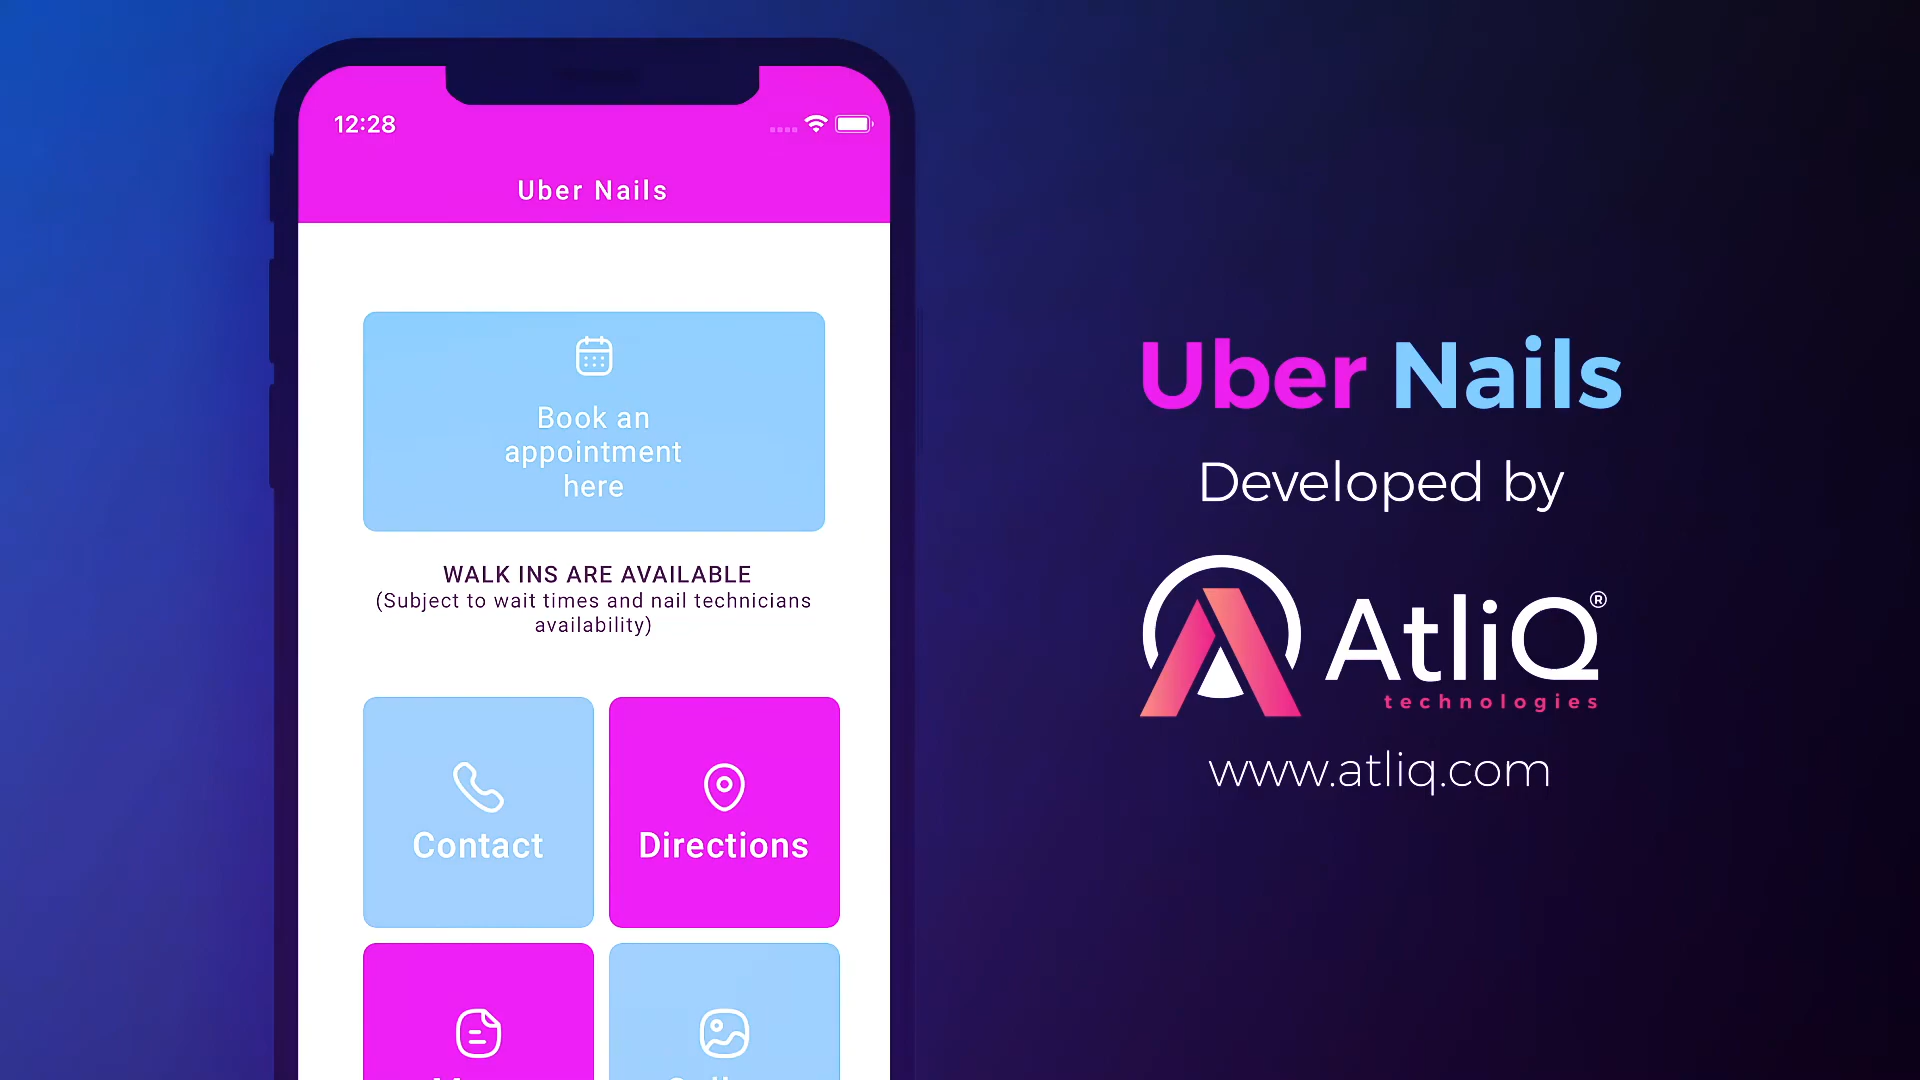 12:28
Uber Nails
Book an
appointment
here
WALK INS ARE AVAILABLE
(Subject to wait times and nail technicians
availability)
Contact
Directions
Uber Nails
Developed by
AtliQ®
technologies
www.atliq.com